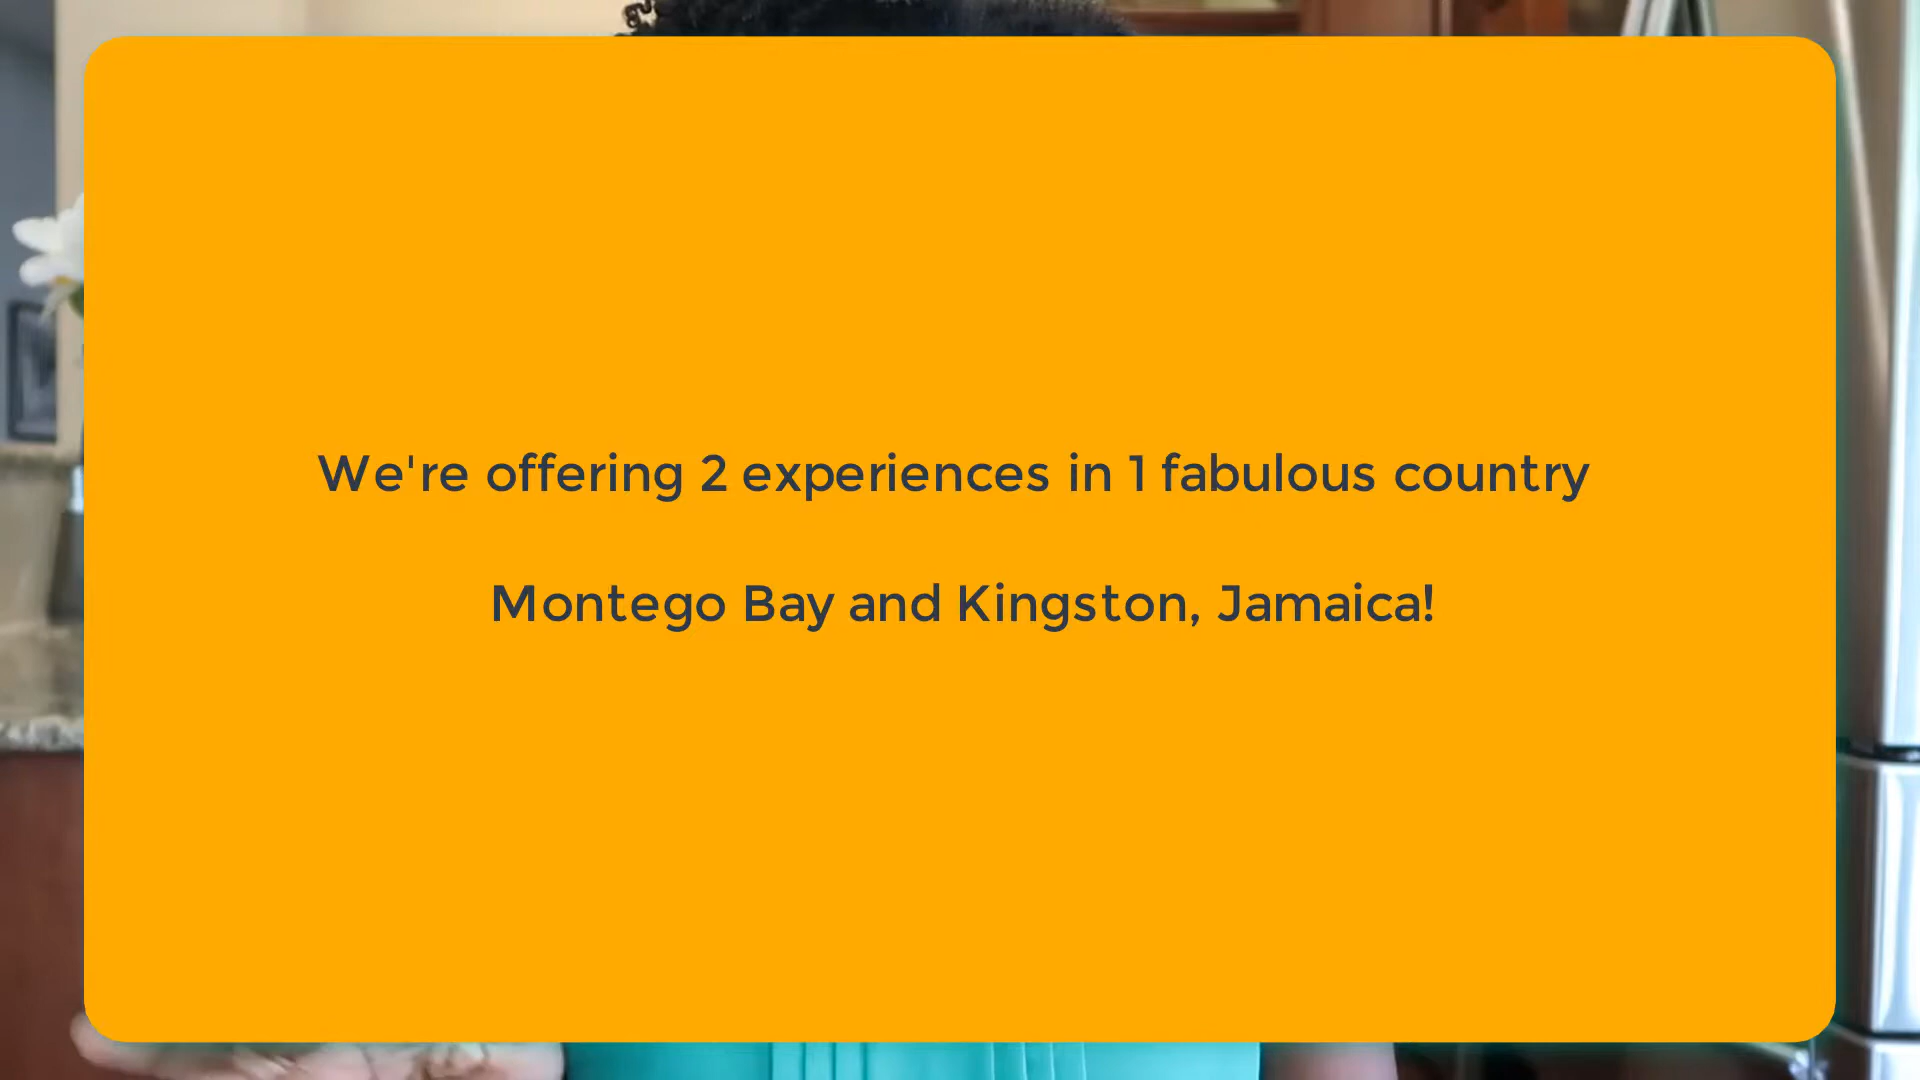 We're offering 2 experiences in 1 fabulous country
Montego Bay and Kingston, Jamaica!